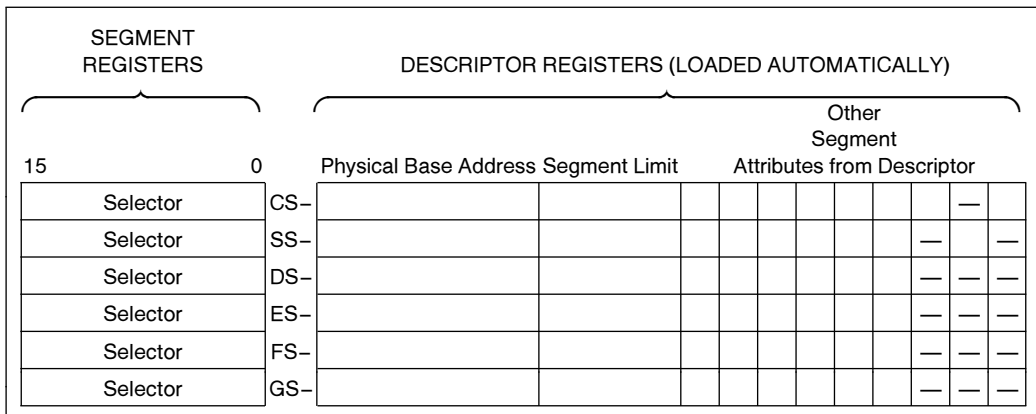 SEGMENT
REGISTERS
DESCRIPTOR REGISTERS (LOADED AUTOMATICALLY)
Other
Segment
15 0 Physical Base Address Segment Limit Attributes from Descriptor
Selector CS– —
Selector SS– — —
Selector DS– — — —
Selector ES– — — —
Selector FS– — — —
Selector GS– — — —